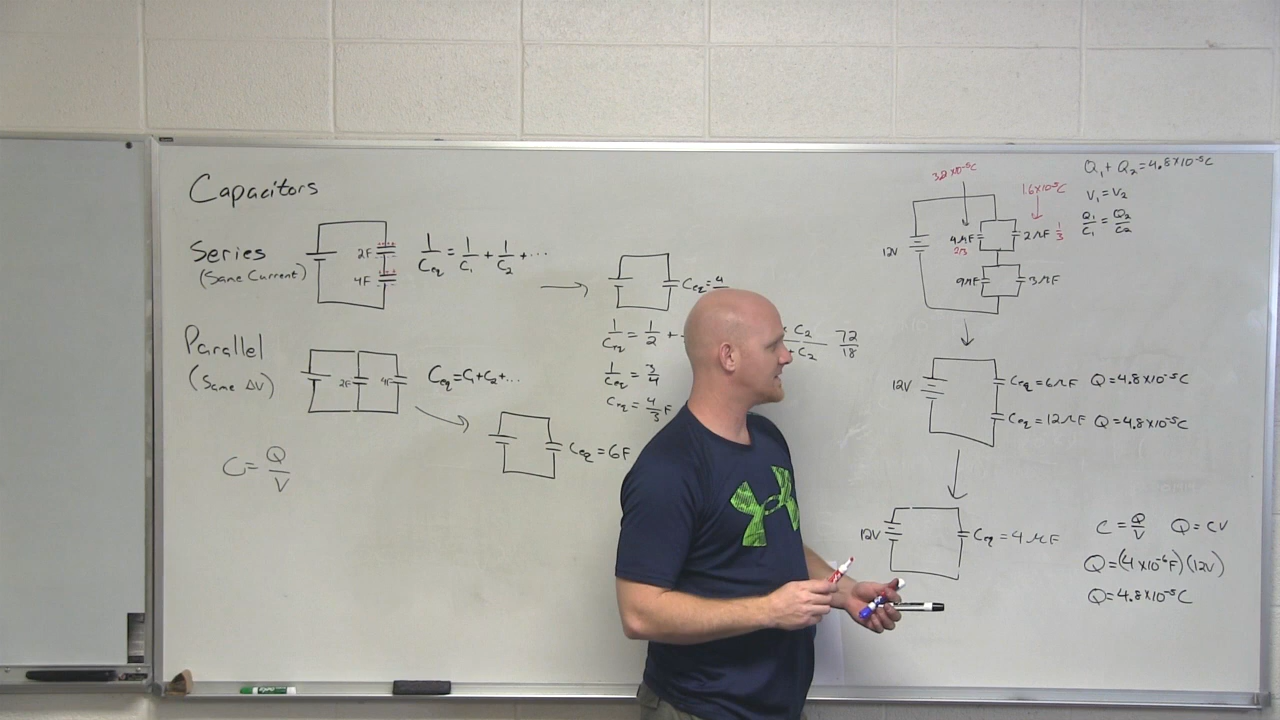 Capacitors
Series
(Same Current)
2F
4F
1/Ceq = 1/C1 + 1/C2 + ...
Parallel
(Same ΔV)
2F
4F
Ceq = C1 + C2 + ...
Ceq = 6F
C = Q/V
Ceq = 4/
1/Ceq = 1/2 +
1/Ceq = 3/4
Ceq = 4/3 F
C2
+ C2
72/18
1.6x10⁻⁵C
12V
4μF
2/3
2μF 1/3
9μF
3μF
Q1 + Q2 = 4.8x10⁻⁵C
V1 = V2
Q1/C1 = Q2/C2
12V
Ceq = 6μF Q = 4.8x10⁻⁵C
Ceq = 12μF Q = 4.8x10⁻⁵C
12V
Ceq = 4μF
C = Q/V Q = CV
Q = (4x10⁻⁶F)(12V)
Q = 4.8x10⁻⁵C